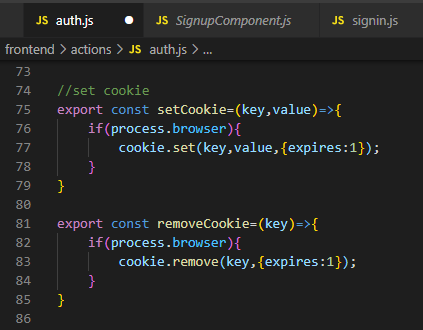 JS auth.js ● JS SignupComponent.js JS signin.js
frontend > actions > JS auth.js > ...
73
74 //set cookie
75 export const setCookie=(key,value)=>{
76 if(process.browser){
77 cookie.set(key,value,{expires:1});
78 }
79 }
80
81 export const removeCookie=(key)=>{
82 if(process.browser){
83 cookie.remove(key,{expires:1});
84 }
85 }
86